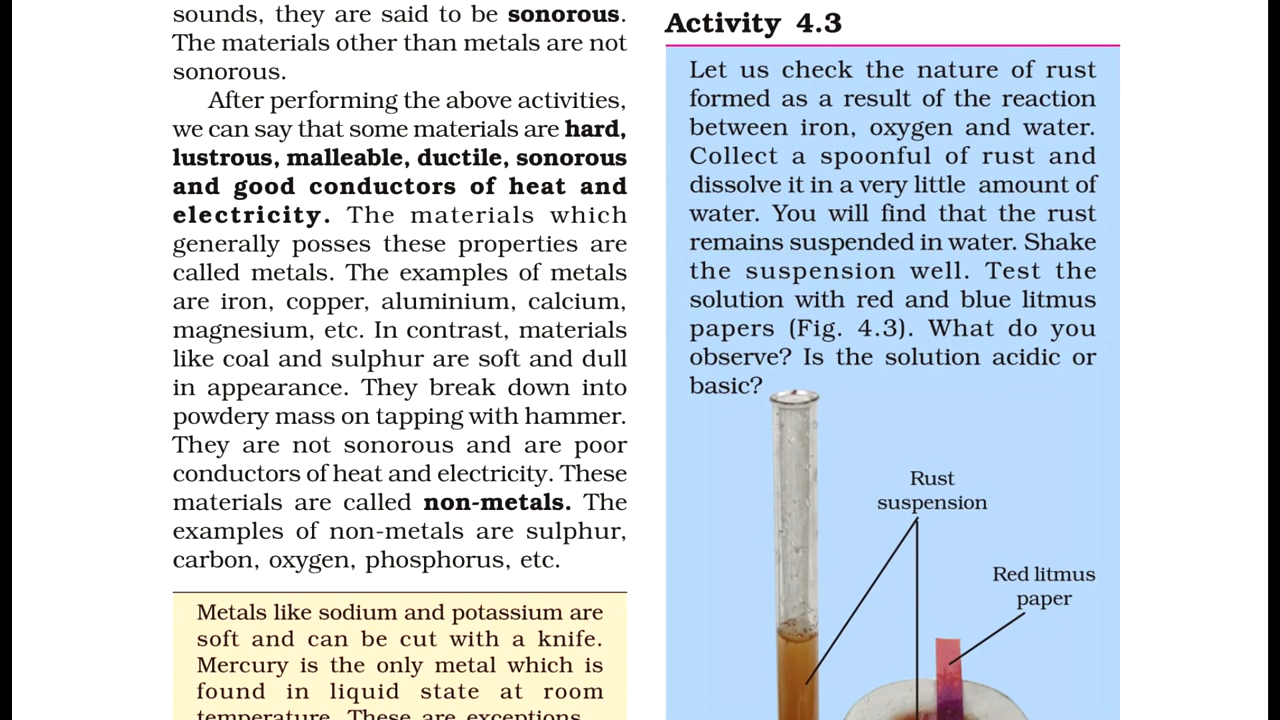 sounds, they are said to be sonorous.
The materials other than metals are not
sonorous.
After performing the above activities,
we can say that some materials are hard,
lustrous, malleable, ductile, sonorous
and good conductors of heat and
electricity. The materials which
generally posses these properties are
called metals. The examples of metals
are iron, copper, aluminium, calcium,
magnesium, etc. In contrast, materials
like coal and sulphur are soft and dull
in appearance. They break down into
powdery mass on tapping with hammer.
They are not sonorous and are poor
conductors of heat and electricity. These
materials are called non-metals. The
examples of non-metals are sulphur,
carbon, oxygen, phosphorus, etc.
Metals like sodium and potassium are
soft and can be cut with a knife.
Mercury is the only metal which is
found in liquid state at room
temperature. These are exceptions.
Activity 4.3
Let us check the nature of rust
formed as a result of the reaction
between iron, oxygen and water.
Collect a spoonful of rust and
dissolve it in a very little amount of
water. You will find that the rust
remains suspended in water. Shake
the suspension well. Test the
solution with red and blue litmus
papers (Fig. 4.3). What do you
observe? Is the solution acidic or
basic?
Rust
suspension
Red litmus
paper